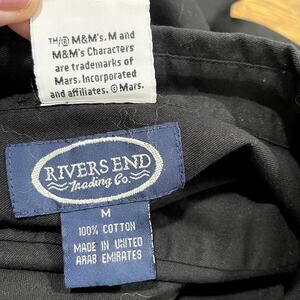 TM/® M&M's, M and
M&M's Characters
are trademarks of
Mars, Incorporated
and affiliates. ©Mars.
RIVERS END
Trading Co.
M
100% COTTON
MADE IN UNITED
ARAB EMIRATES